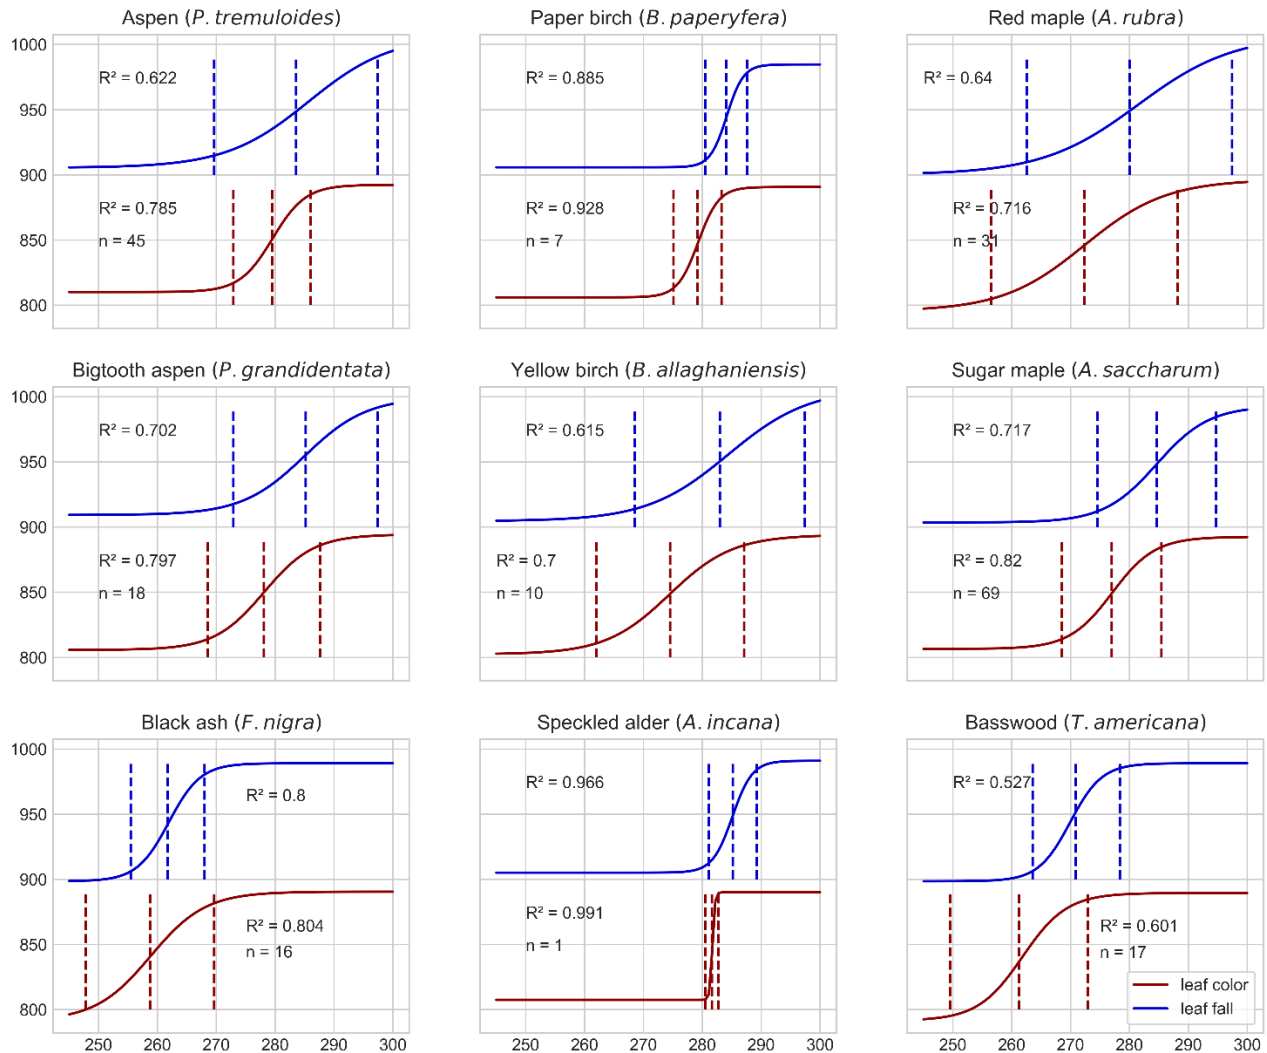 Aspen (P. tremuloides)
Paper birch (B. paperyfera)
Red maple (A. rubra)
1000
950
900
850
800
R² = 0.622
R² = 0.785
n = 45
R² = 0.885
R² = 0.928
n = 7
R² = 0.64
R² = 0.716
n = 31
Bigtooth aspen (P. grandidentata)
Yellow birch (B. allaghaniensis)
Sugar maple (A. saccharum)
1000
950
900
850
800
R² = 0.702
R² = 0.797
n = 18
R² = 0.615
R² = 0.7
n = 10
R² = 0.717
R² = 0.82
n = 69
Black ash (F. nigra)
Speckled alder (A. incana)
Basswood (T. americana)
1000
950
900
850
800
R² = 0.8
R² = 0.804
n = 16
R² = 0.966
R² = 0.991
n = 1
R² = 0.527
R² = 0.601
n = 17
leaf color
leaf fall
250 260 270 280 290 300
250 260 270 280 290 300
250 260 270 280 290 300